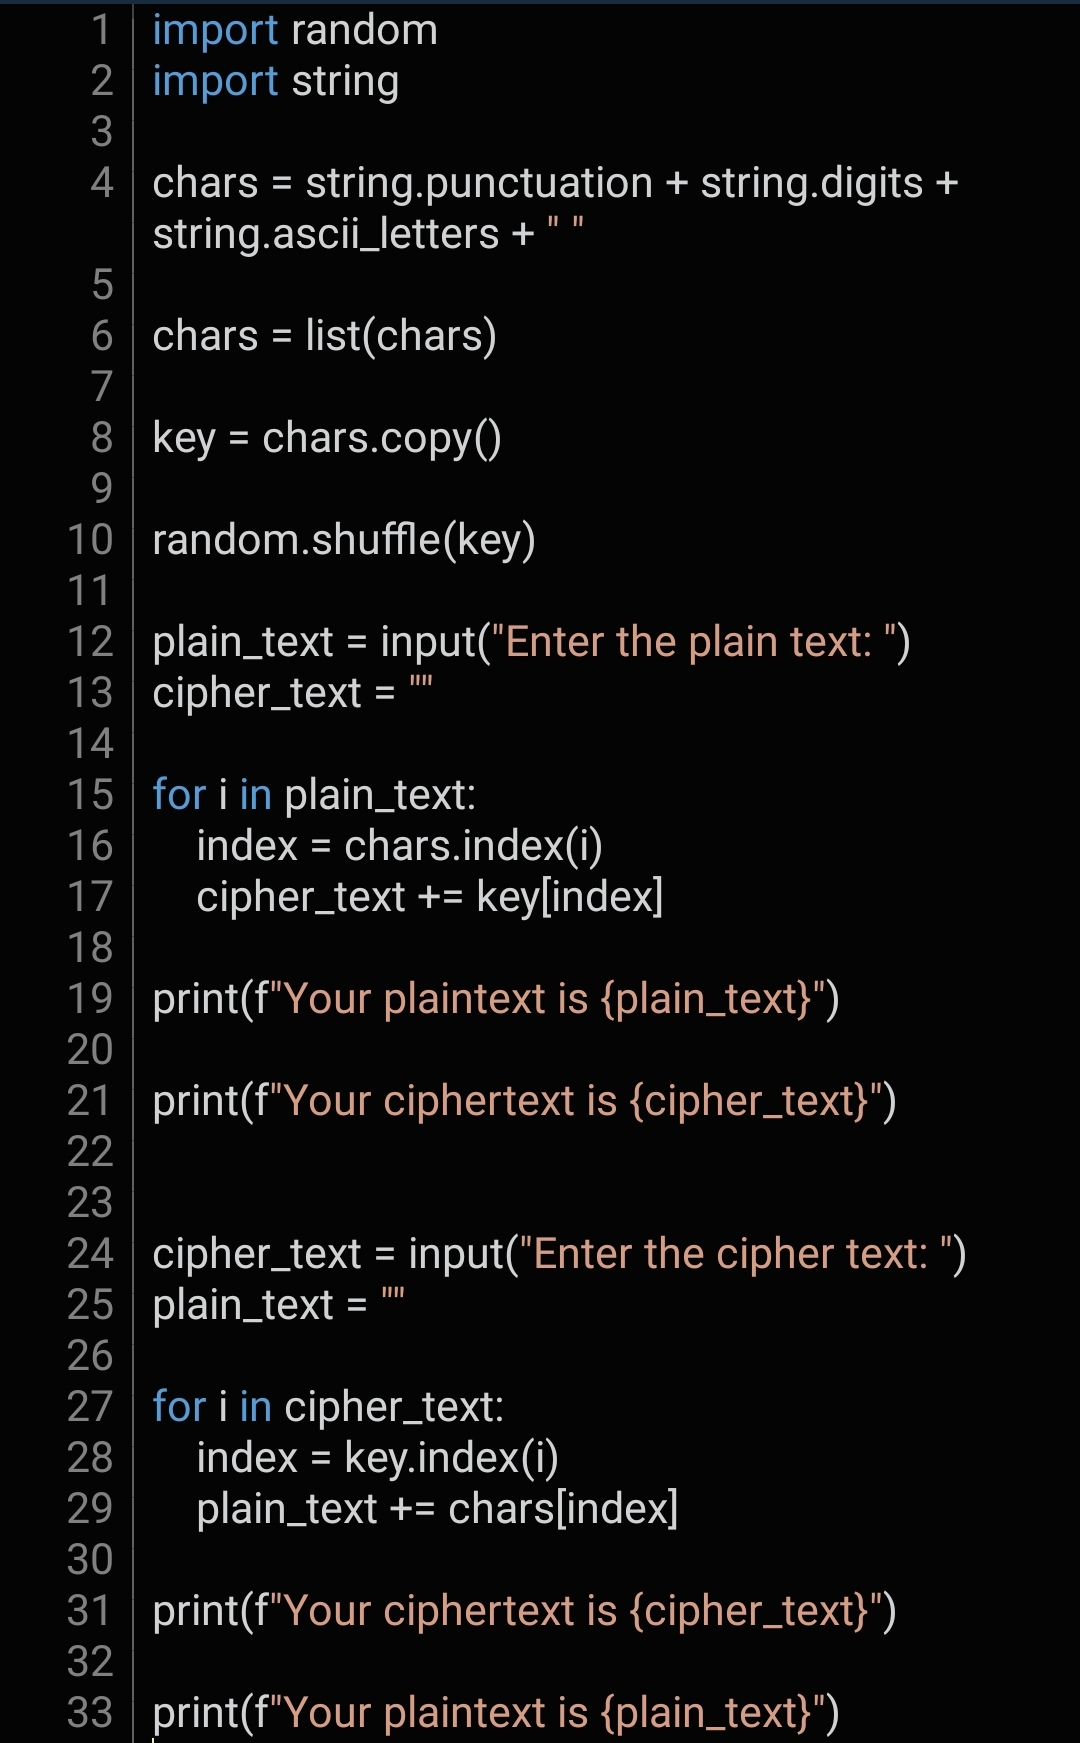 1 import random
2 import string
3
4 chars = string.punctuation + string.digits +
string.ascii_letters + " "
5
6 chars = list(chars)
7
8 key = chars.copy()
9
10 random.shuffle(key)
11
12 plain_text = input("Enter the plain text: ")
13 cipher_text = ""
14
15 for i in plain_text:
16     index = chars.index(i)
17     cipher_text += key[index]
18
19 print(f"Your plaintext is {plain_text}")
20
21 print(f"Your ciphertext is {cipher_text}")
22
23
24 cipher_text = input("Enter the cipher text: ")
25 plain_text = ""
26
27 for i in cipher_text:
28     index = key.index(i)
29     plain_text += chars[index]
30
31 print(f"Your ciphertext is {cipher_text}")
32
33 print(f"Your plaintext is {plain_text}")